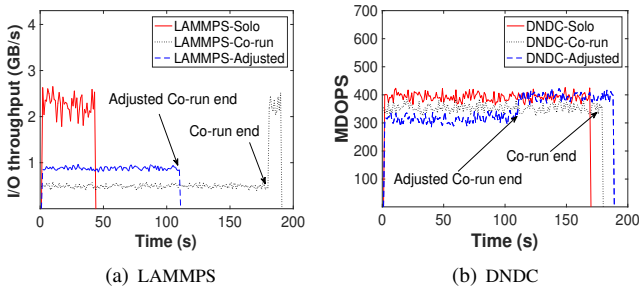 I/O throughput (GB/s)
4
3
2
1
0
50
100
150
200
Time (s)
LAMMPS-Solo
LAMMPS-Co-run
LAMMPS-Adjusted
Adjusted Co-run end
Co-run end
(a) LAMMPS
MDOPS
700
500
400
300
200
100
0
50
100
150
200
Time (s)
DNDC-Solo
DNDC-Co-run
DNDC-Adjusted
Co-run end
Adjusted Co-run end
(b) DNDC